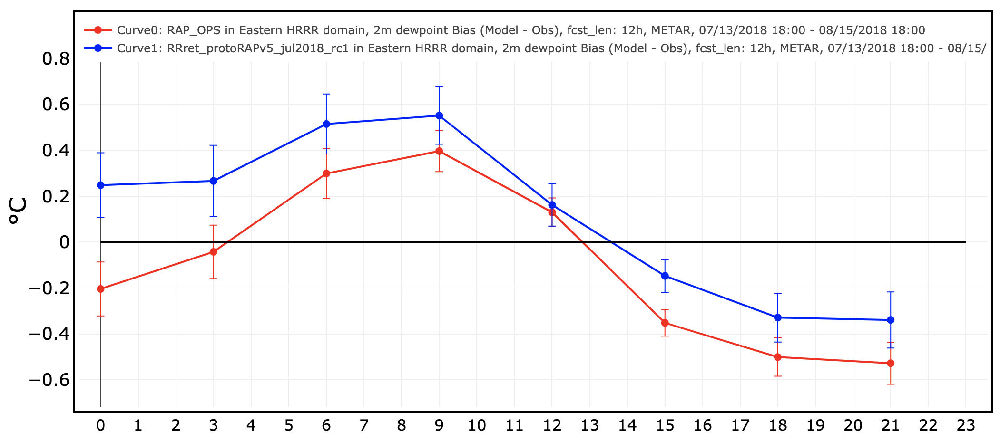 Curve0: RAP_OPS in Eastern HRRR domain, 2m dewpoint Bias (Model - Obs), fcst_len: 12h, METAR, 07/13/2018 18:00 - 08/15/2018 18:00
Curve1: RRret_protoRAPv5_jul2018_rc1 in Eastern HRRR domain, 2m dewpoint Bias (Model - Obs), fcst_len: 12h, METAR, 07/13/2018 18:00 - 08/15/
0.8
0.6
0.4
0.2
0
−0.2
−0.4
−0.6
°C
0 1 2 3 4 5 6 7 8 9 10 11 12 13 14 15 16 17 18 19 20 21 22 23